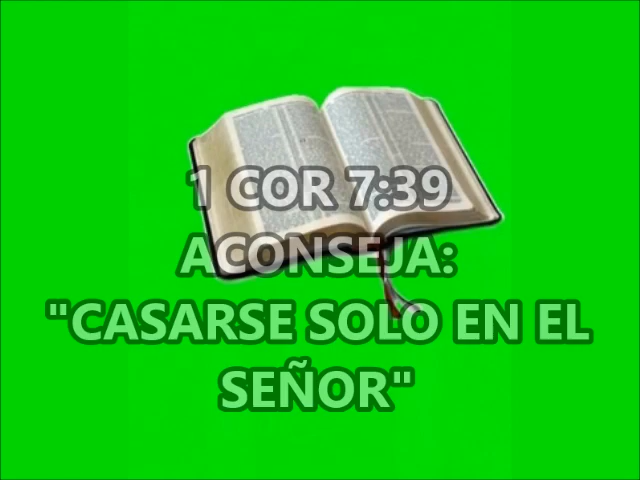 1 COR 7:39
ACONSEJA:
"CASARSE SOLO EN EL
SEÑOR"